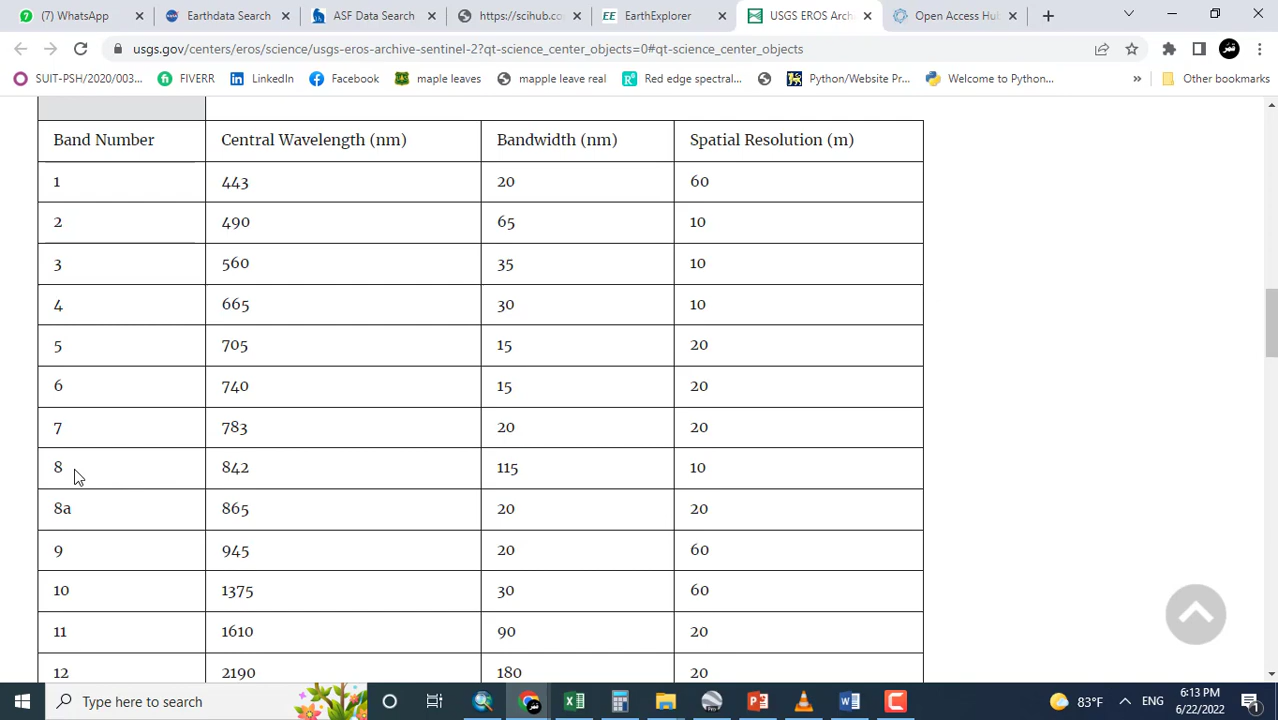 (7) WhatsApp
Earthdata Search
ASF Data Search
https://scihub.co
EarthExplorer
USGS EROS Arch
Open Access Hu
usgs.gov/centers/eros/science/usgs-eros-archive-sentinel-2?qt-science_center_objects=0#qt-science_center_objects
SUIT-PSH/2020/003...
FIVERR
LinkedIn
Facebook
maple leaves
mapple leave real
Red edge spectral...
Python/Website Pr...
Welcome to Python...
Other bookmarks
Band Number Central Wavelength (nm) Bandwidth (nm) Spatial Resolution (m)
1 443 20 60
2 490 65 10
3 560 35 10
4 665 30 10
5 705 15 20
6 740 15 20
7 783 20 20
8 842 115 10
8a 865 20 20
9 945 20 60
10 1375 30 60
11 1610 90 20
12 2190 180 20
Type here to search
83°F
ENG
6:13 PM
6/22/2022